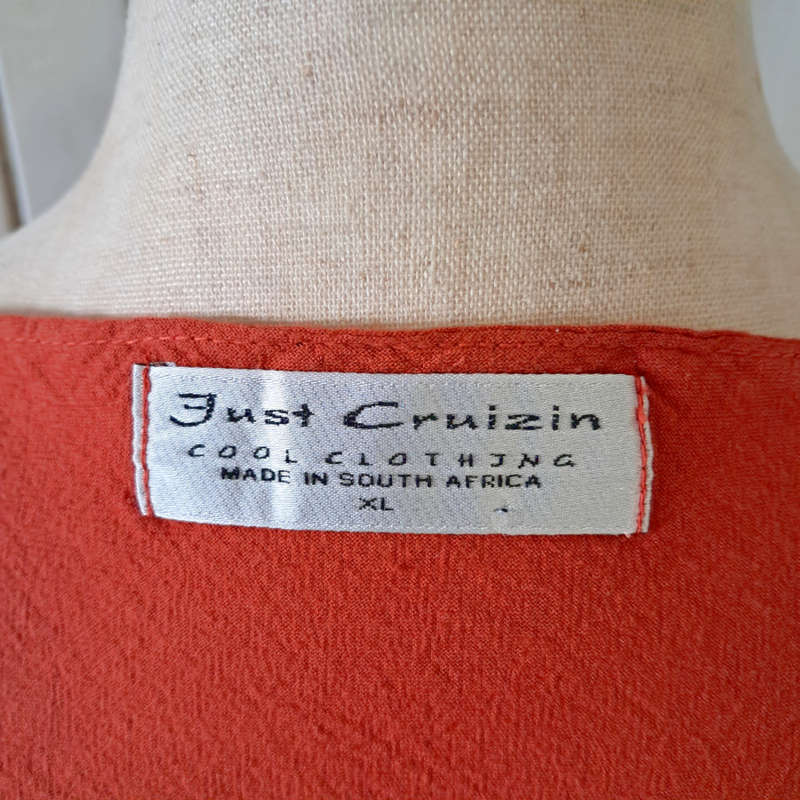 Just Cruizin
COOL CLOTHING
MADE IN SOUTH AFRICA
XL